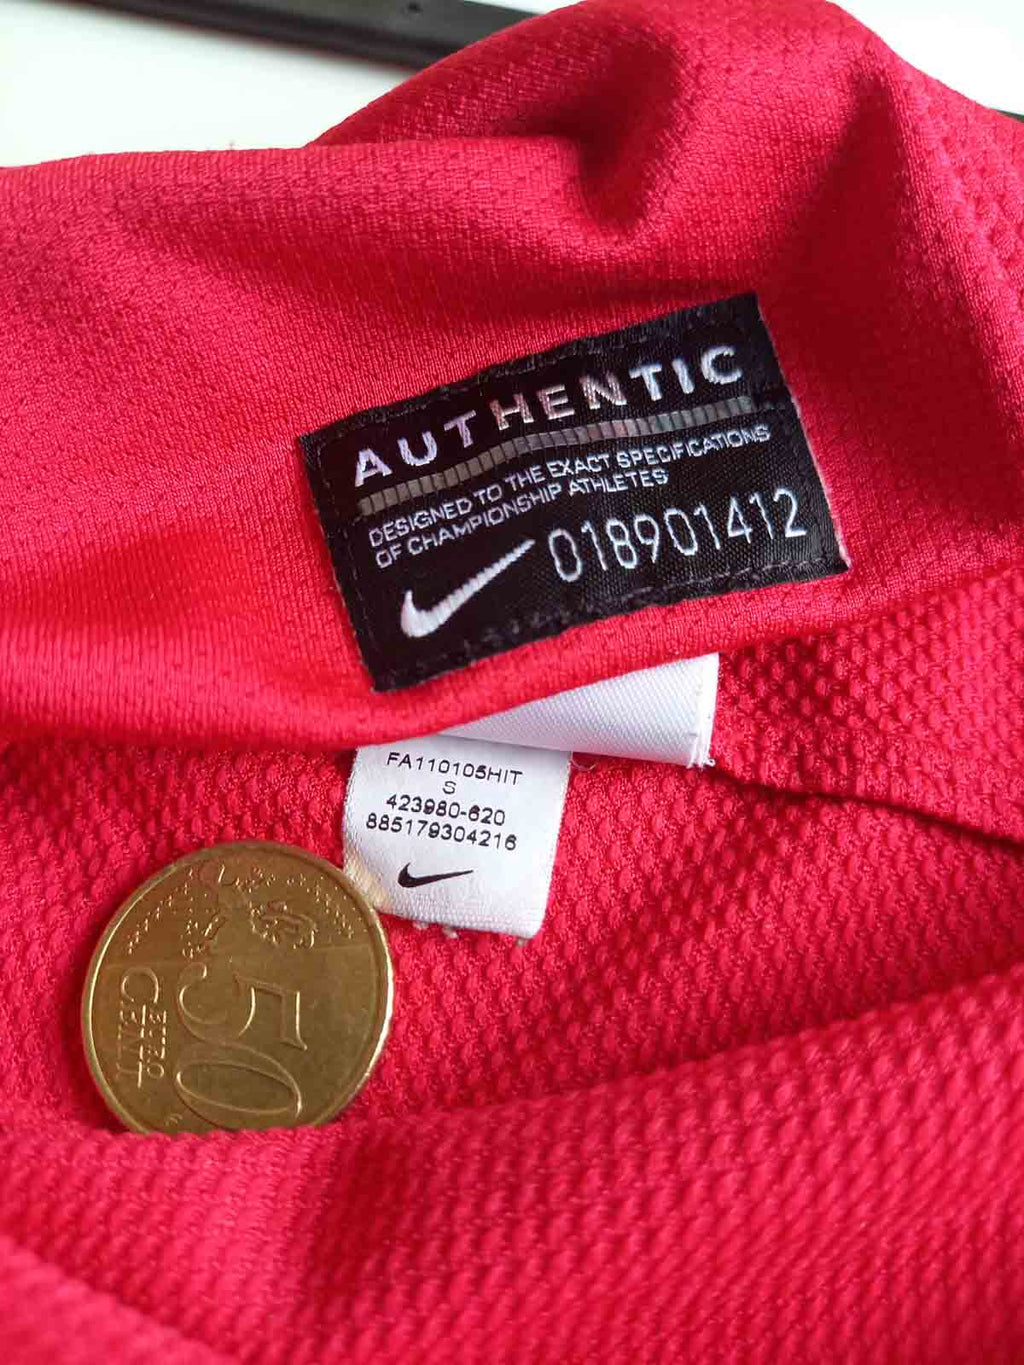 AUTHENTIC
DESIGNED TO THE EXACT SPECIFICATIONS
OF CHAMPIONSHIP ATHLETES
018901412
FA110105HIT
S
423980-620
885179304216
50
EURO
CENT